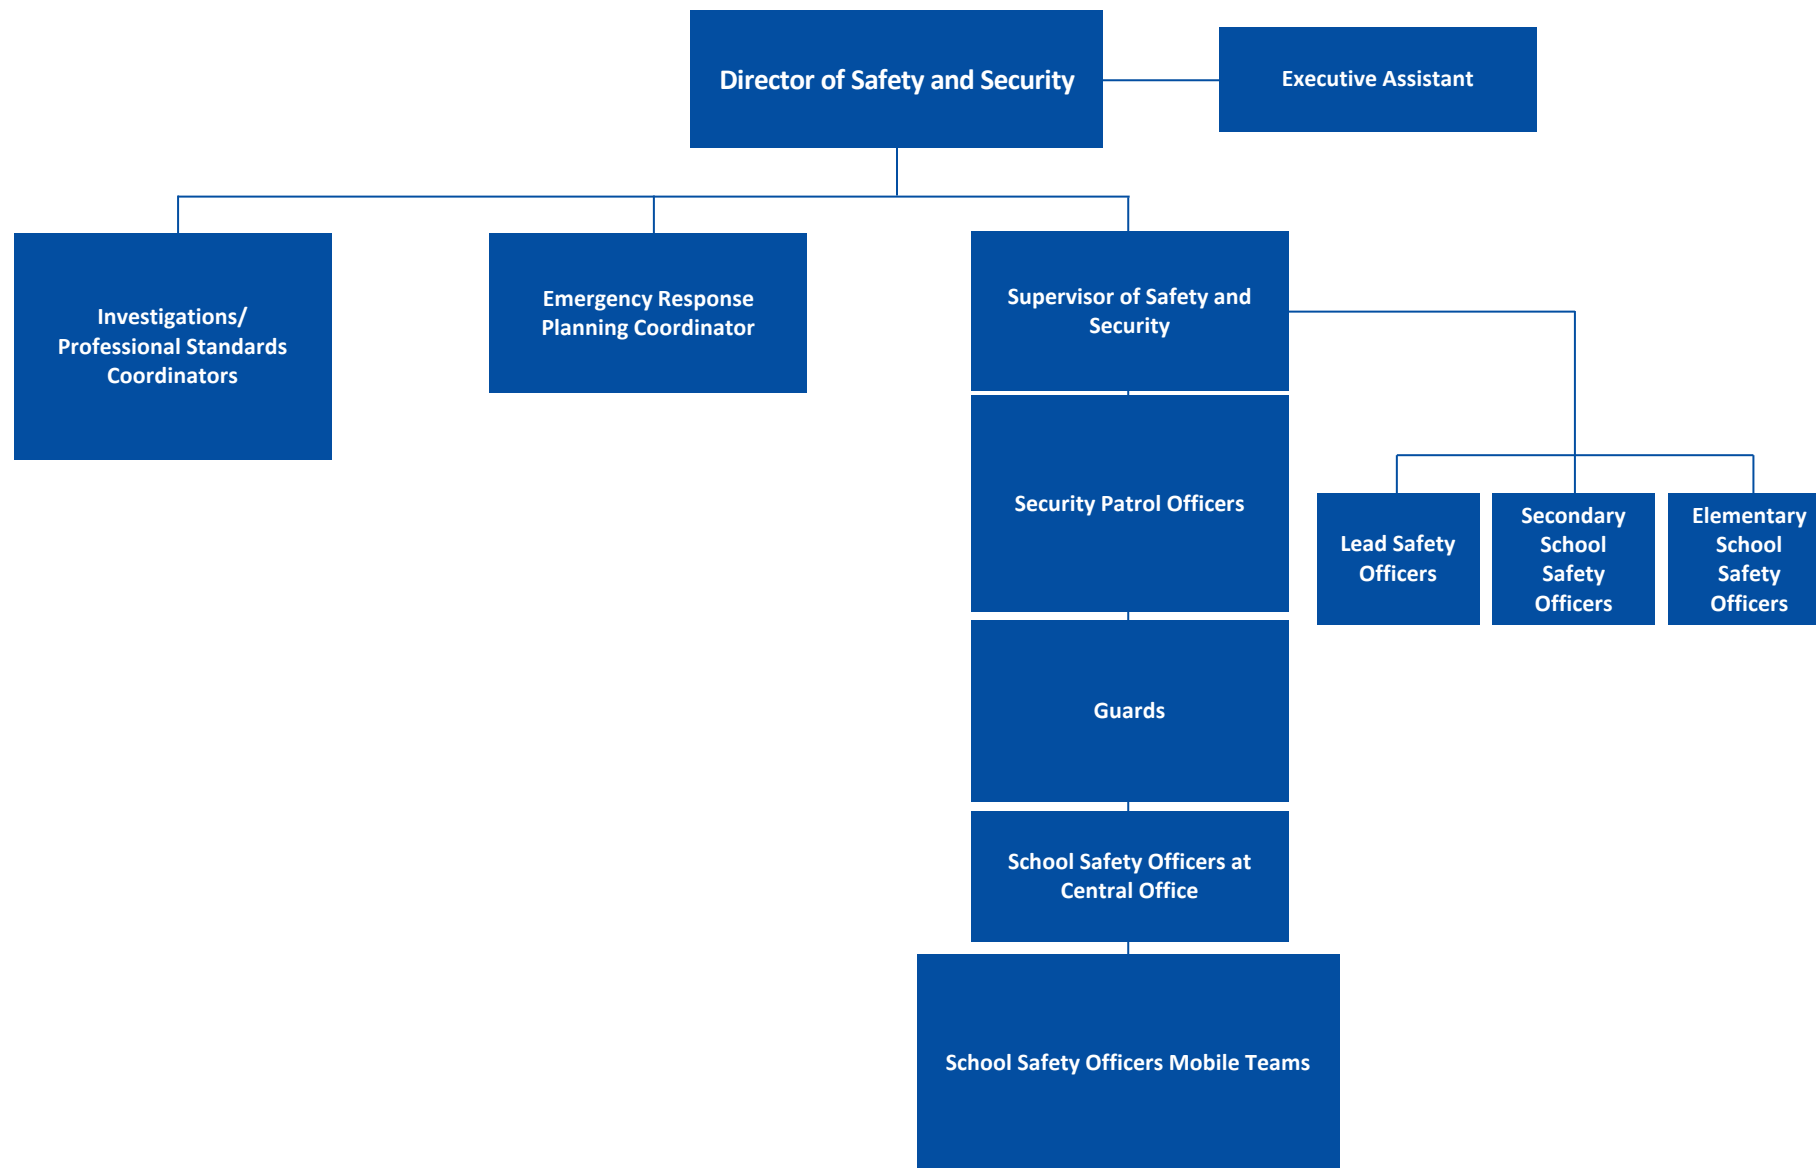 Director of Safety and Security
Executive Assistant
Investigations/
Professional Standards
Coordinators
Emergency Response
Planning Coordinator
Supervisor of Safety and
Security
Security Patrol Officers
Lead Safety
Officers
Secondary
School
Safety
Officers
Elementary
School
Safety
Officers
Guards
School Safety Officers at
Central Office
School Safety Officers Mobile Teams